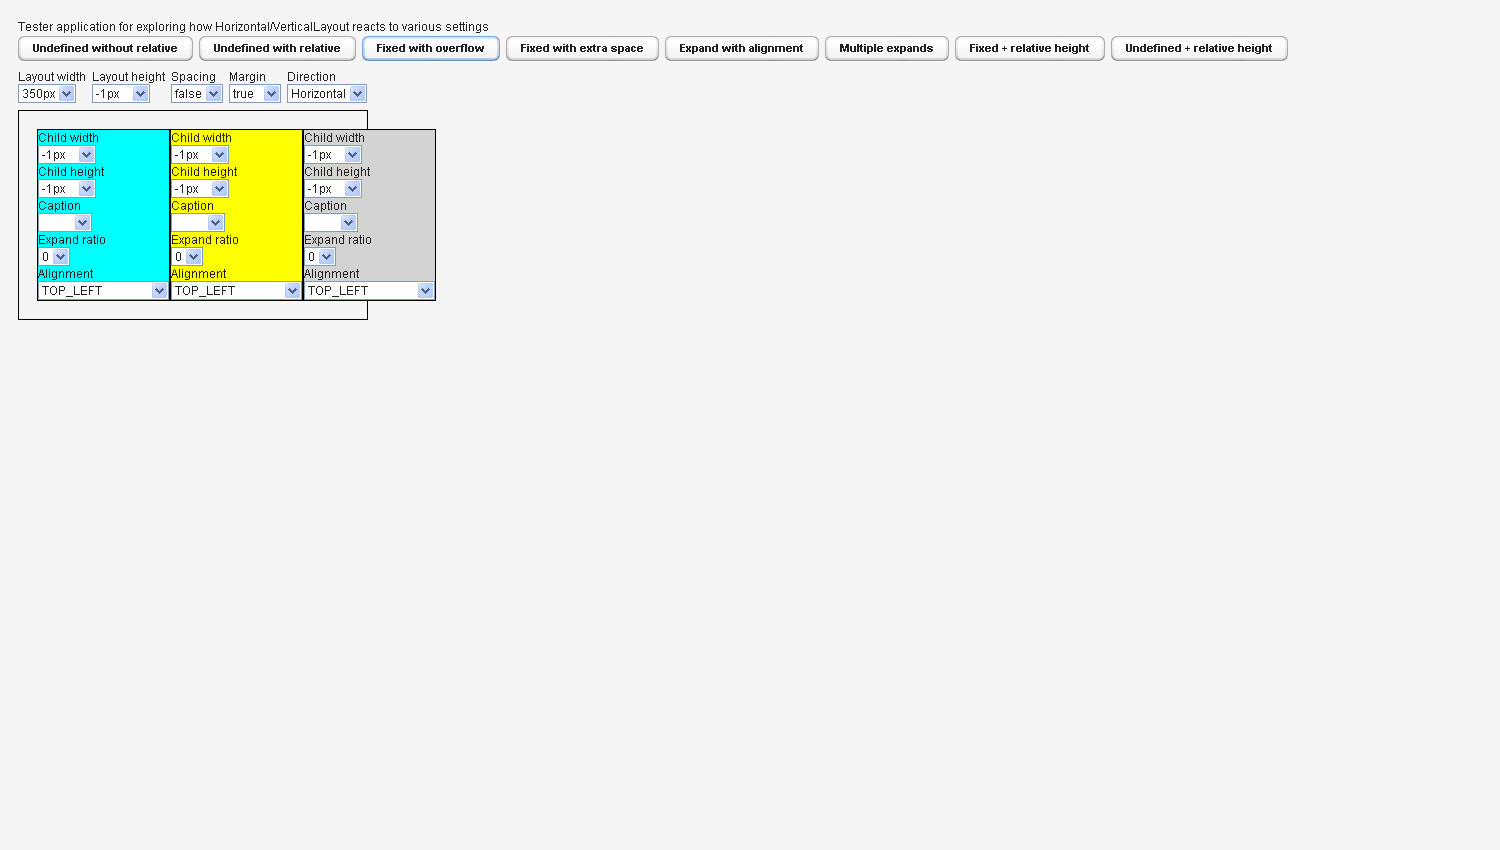 Tester application for exploring how Horizontal/VerticalLayout reacts to various settings
Undefined without relative Undefined with relative Fixed with overflow Fixed with extra space Expand with alignment Multiple expands Fixed + relative height Undefined + relative height
Layout width Layout height Spacing Margin Direction
350px -1px false true Horizontal
Child width Child width Child width
-1px -1px -1px
Child height Child height Child height
-1px -1px -1px
Caption Caption Caption
Expand ratio Expand ratio Expand ratio
0 0 0
Alignment Alignment Alignment
TOP_LEFT TOP_LEFT TOP_LEFT